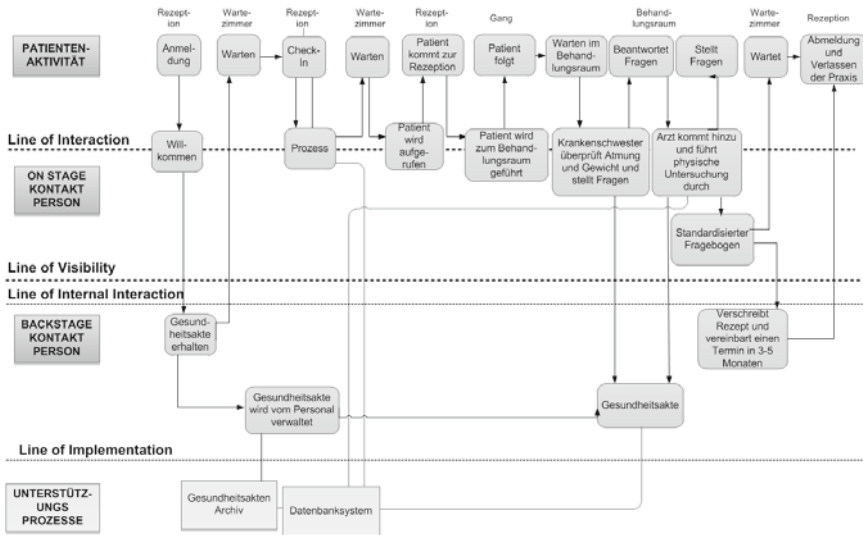 Rezept-
ion
Warte-
zimmer
Rezept-
ion
Warte-
zimmer
Rezept-
ion
Gang
Behand-
lungsraum
Warte-
zimmer
Rezeption
PATIENTEN-
AKTIVITÄT
Anmel-
dung
Warten
Check-
In
Warten
Patient
kommt zur
Rezeption
Patient
folgt
Warten im
Behand-
lungsraum
Beantwortet
Fragen
Stellt
Fragen
Wartet
Abmeldung
und
Verlassen
der Praxis
Line of Interaction
Will-
kommen
Prozess
Patient
wird
aufge-
rufen
Patient wird
zum Behand-
lungsraum
geführt
Krankenschwester
überprüft Atmung
und Gewicht und
stellt Fragen
Arzt kommt hinzu
und führt
physische
Untersuchung
durch
ON STAGE
KONTAKT
PERSON
Standardisierter
Fragebogen
Line of Visibility
Line of Internal Interaction
BACKSTAGE
KONTAKT
PERSON
Gesund-
heitsakte
erhalten
Verschreibt
Rezept und
vereinbart einen
Termin in 3-5
Monaten
Gesundheitsakte
wird vom Personal
verwaltet
Gesundheitsakte
Line of Implementation
UNTERSTÜTZ-
UNGS
PROZESSE
Gesundheitsakten
Archiv
Datenbanksystem